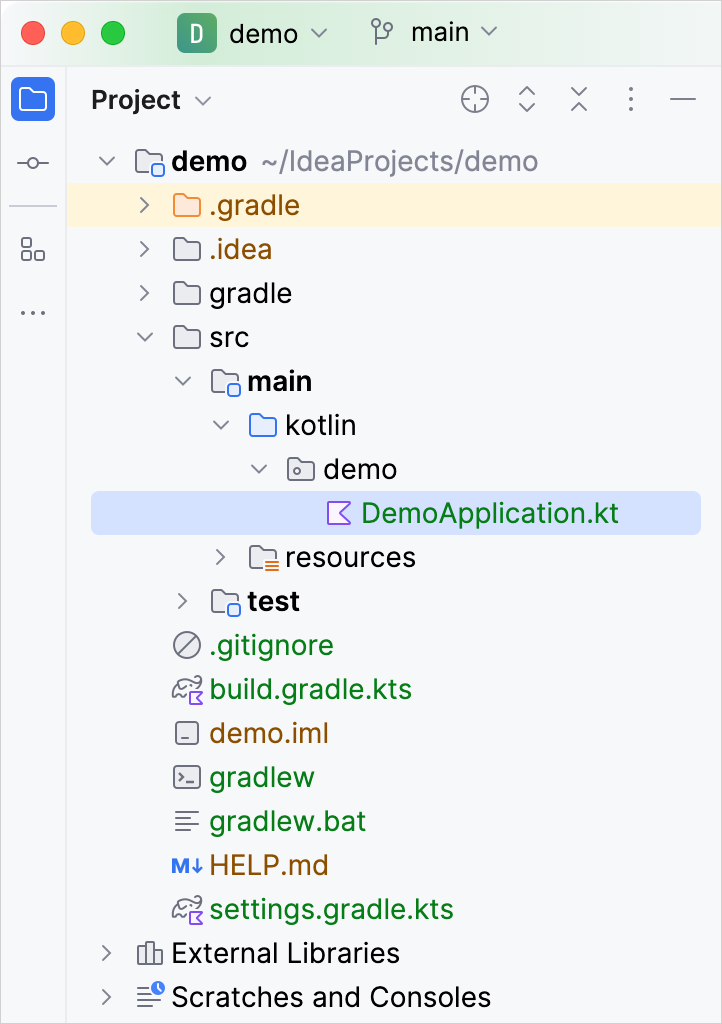 D demo main
Project
demo ~/IdeaProjects/demo
.gradle
.idea
gradle
src
main
kotlin
demo
DemoApplication.kt
resources
test
.gitignore
build.gradle.kts
demo.iml
gradlew
gradlew.bat
M↓ HELP.md
settings.gradle.kts
External Libraries
Scratches and Consoles